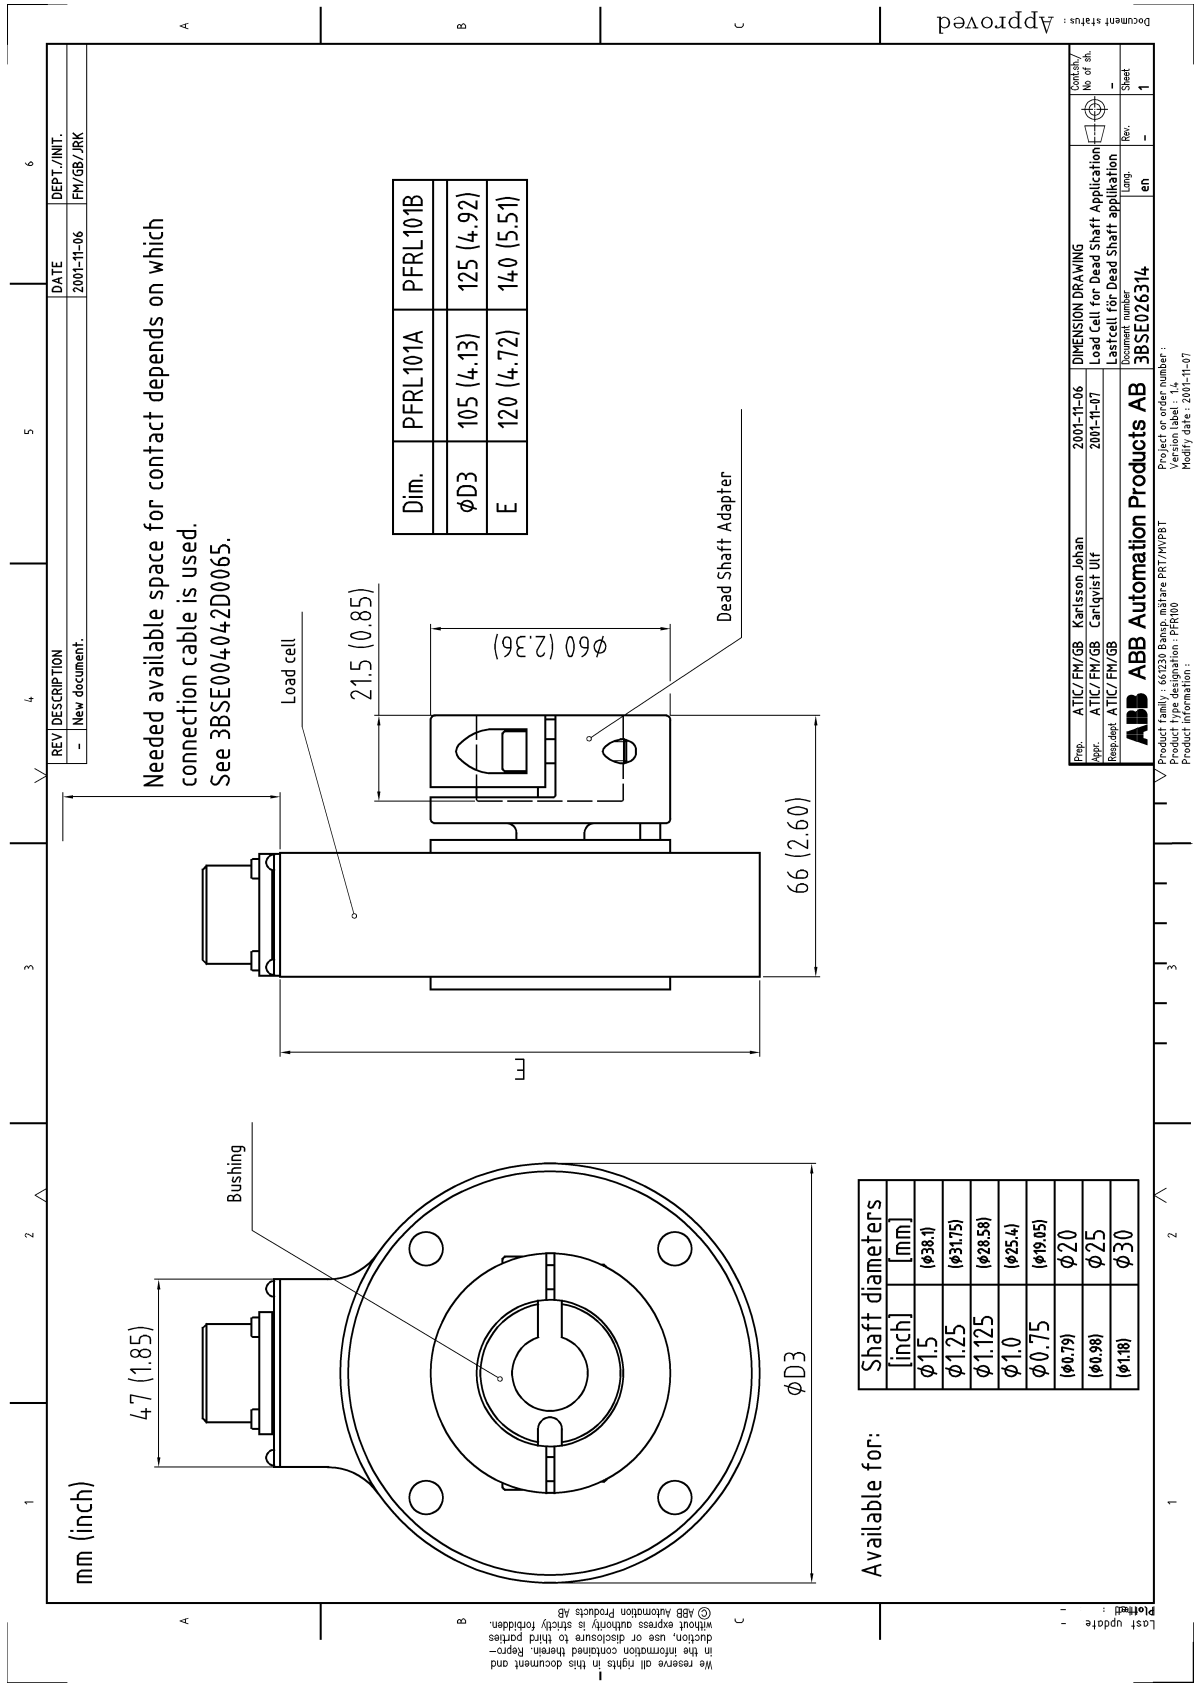 Document status : Approved
REV DESCRIPTION DATE DEPT./INIT.
- New document. 2001-11-06 FM/GB/JRK
mm (inch)
47 (1.85)
Bushing
Needed available space for contact depends on which
connection cable is used.
See 3BSE004042D0065.
Load cell
21.5 (0.85)
ϕ60 (2.36)
Dead Shaft Adapter
66 (2.60)
E
ϕD3
Dim. PFRL101A PFRL101B
ϕD3 105 (4.13) 125 (4.92)
E 120 (4.72) 140 (5.51)
Available for:
Shaft diameters
[inch] [mm]
ϕ1.5 (ϕ38.1)
ϕ1.25 (ϕ31.75)
ϕ1.125 (ϕ28.58)
ϕ1.0 (ϕ25.4)
ϕ0.75 (ϕ19.05)
(ϕ0.79) ϕ20
(ϕ0.98) ϕ25
(ϕ1.18) ϕ30
Prep. ATIC/ FM/GB Karlsson Johan 2001-11-06
Appr. ATIC/ FM/GB Carlqvist Ulf 2001-11-07
Resp.dept ATIC/ FM/GB
DIMENSION DRAWING
Load Cell for Dead Shaft Application
Lastcell för Dead Shaft applikation
Cont.sh./
No of sh.
-
ABB ABB Automation Products AB
Document number
3BSE026314
Lang.
en
Rev.
-
Sheet
1
Product family : 661230 Bansp. mätare PRT/MVPBT
Product type designation : PFR100
Product information :
Project or order number :
Version label : 1.4
Modify date : 2001-11-07
We reserve all rights in this document and
in the information contained therein. Repro-
duction, use or disclosure to third parties
without express authority is strictly forbidden.
© ABB Automation Products AB
Last update -
1 2 3 4 5 6
A B C
A B C
1 2 3